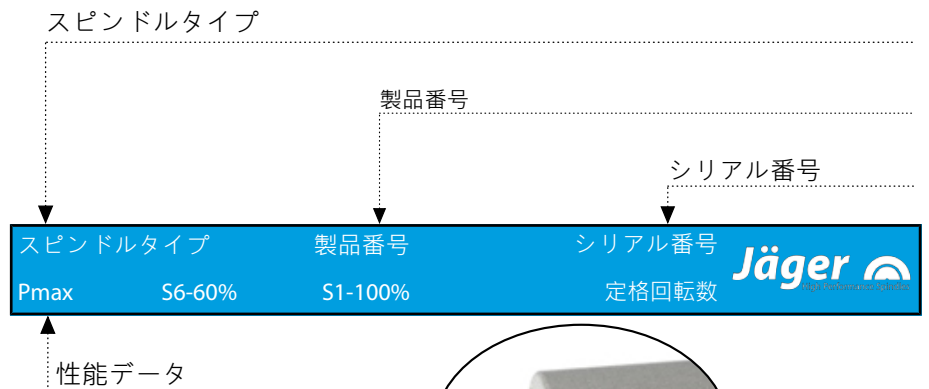 スピンドルタイプ
製品番号
シリアル番号
スピンドルタイプ 製品番号 シリアル番号
Jäger
Pmax S6-60% S1-100% 定格回転数
性能データ